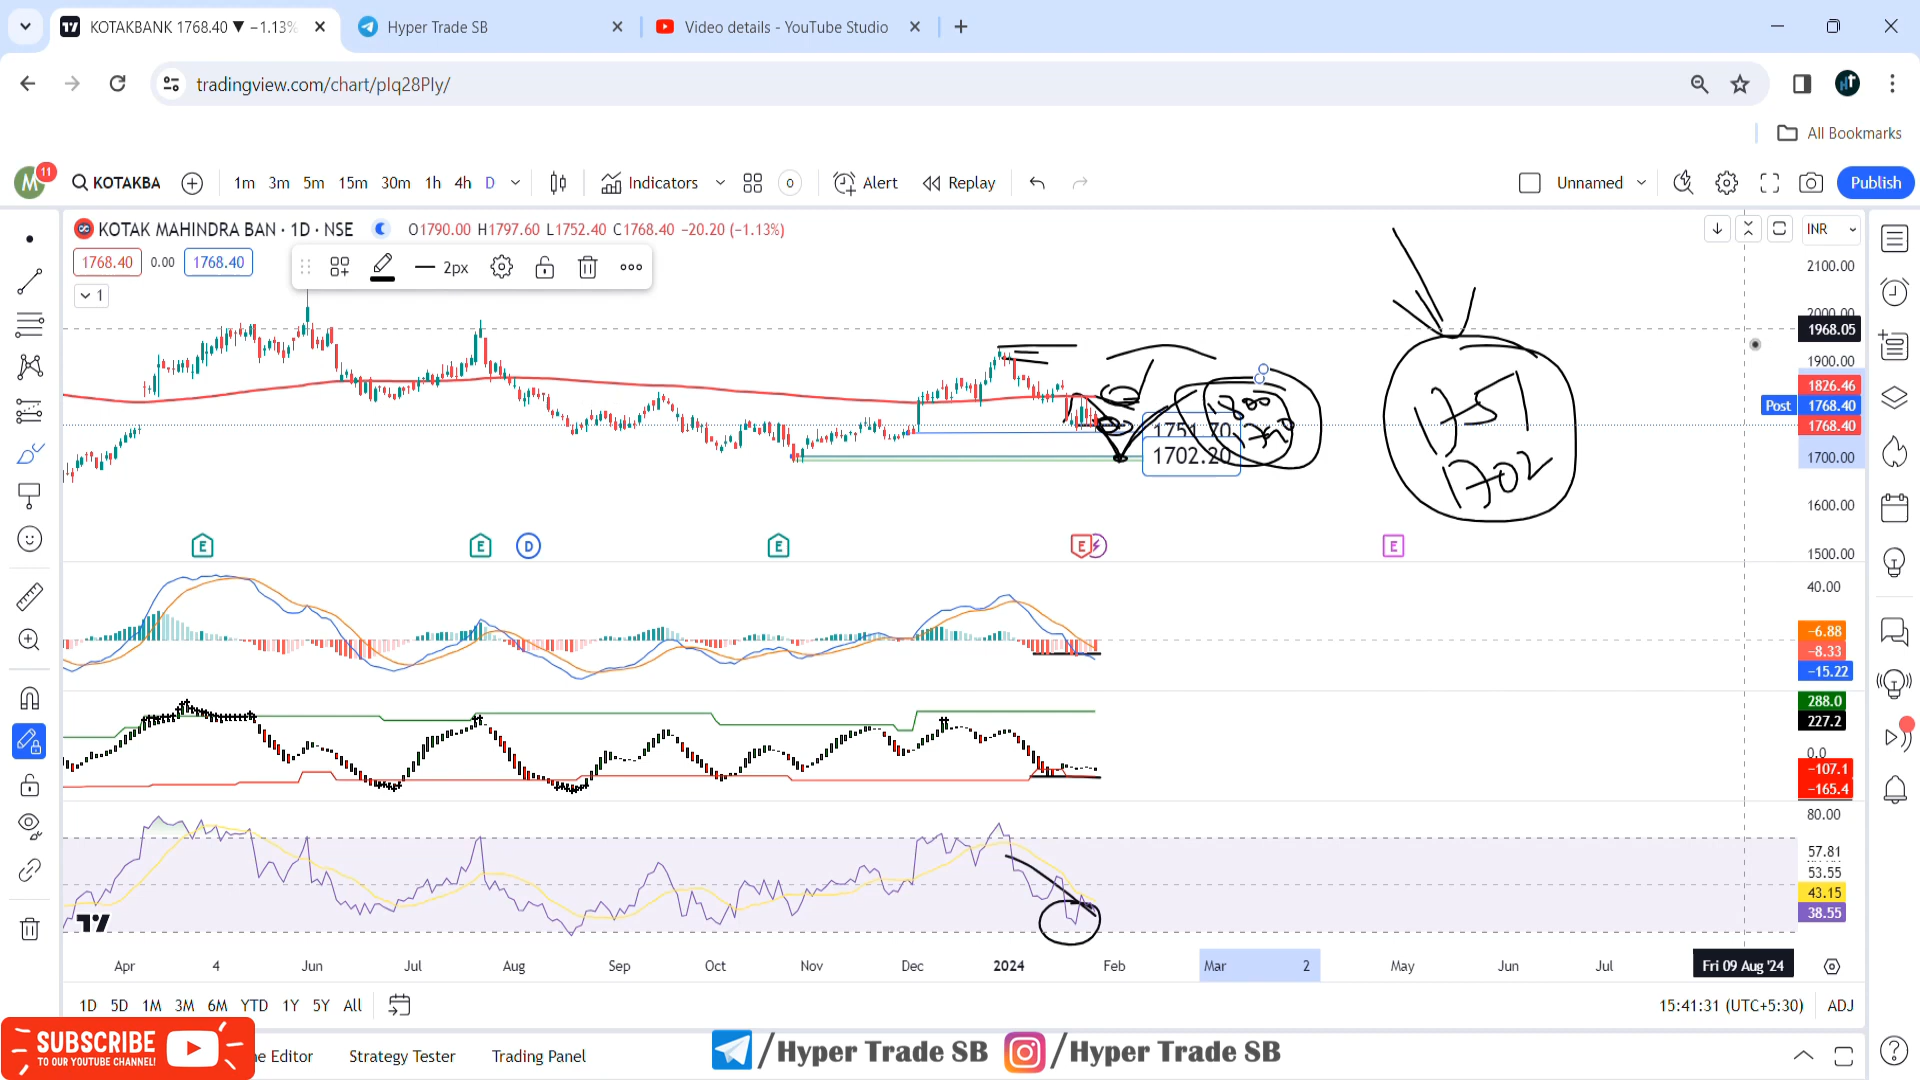 KOTAKBANK 1768.40 ▼ −1.13%
Hyper Trade SB
Video details - YouTube Studio
tradingview.com/chart/pIq28PIy/
All Bookmarks
M 11
KOTAKBA
1m 3m 5m 15m 30m 1h 4h D
Indicators
0
Alert
Replay
Unnamed
Publish
KOTAK MAHINDRA BAN · 1D · NSE
O1790.00 H1797.60 L1752.40 C1768.40 −20.20 (−1.13%)
INR
1768.40 0.00 1768.40
2px
1
2100.00
2000.00
1968.05
1900.00
1826.46
Post 1768.40
1768.40
1700.00
1600.00
1500.00
1751.70
1702.20
1800
1751
1702
E E D E E E
40.00
−6.88
−8.33
−15.22
288.0
227.2
0.0
−107.1
−165.4
80.00
57.81
53.55
43.15
38.55
Apr 4 Jun Jul Aug Sep Oct Nov Dec 2024 Feb Mar 2 May Jun Jul Fri 09 Aug '24
1D 5D 1M 3M 6M YTD 1Y 5Y All
15:41:31 (UTC+5:30) ADJ
SUBSCRIBE
TO OUR YOUTUBE CHANNEL!
ne Editor
Strategy Tester
Trading Panel
/Hyper Trade SB
/Hyper Trade SB